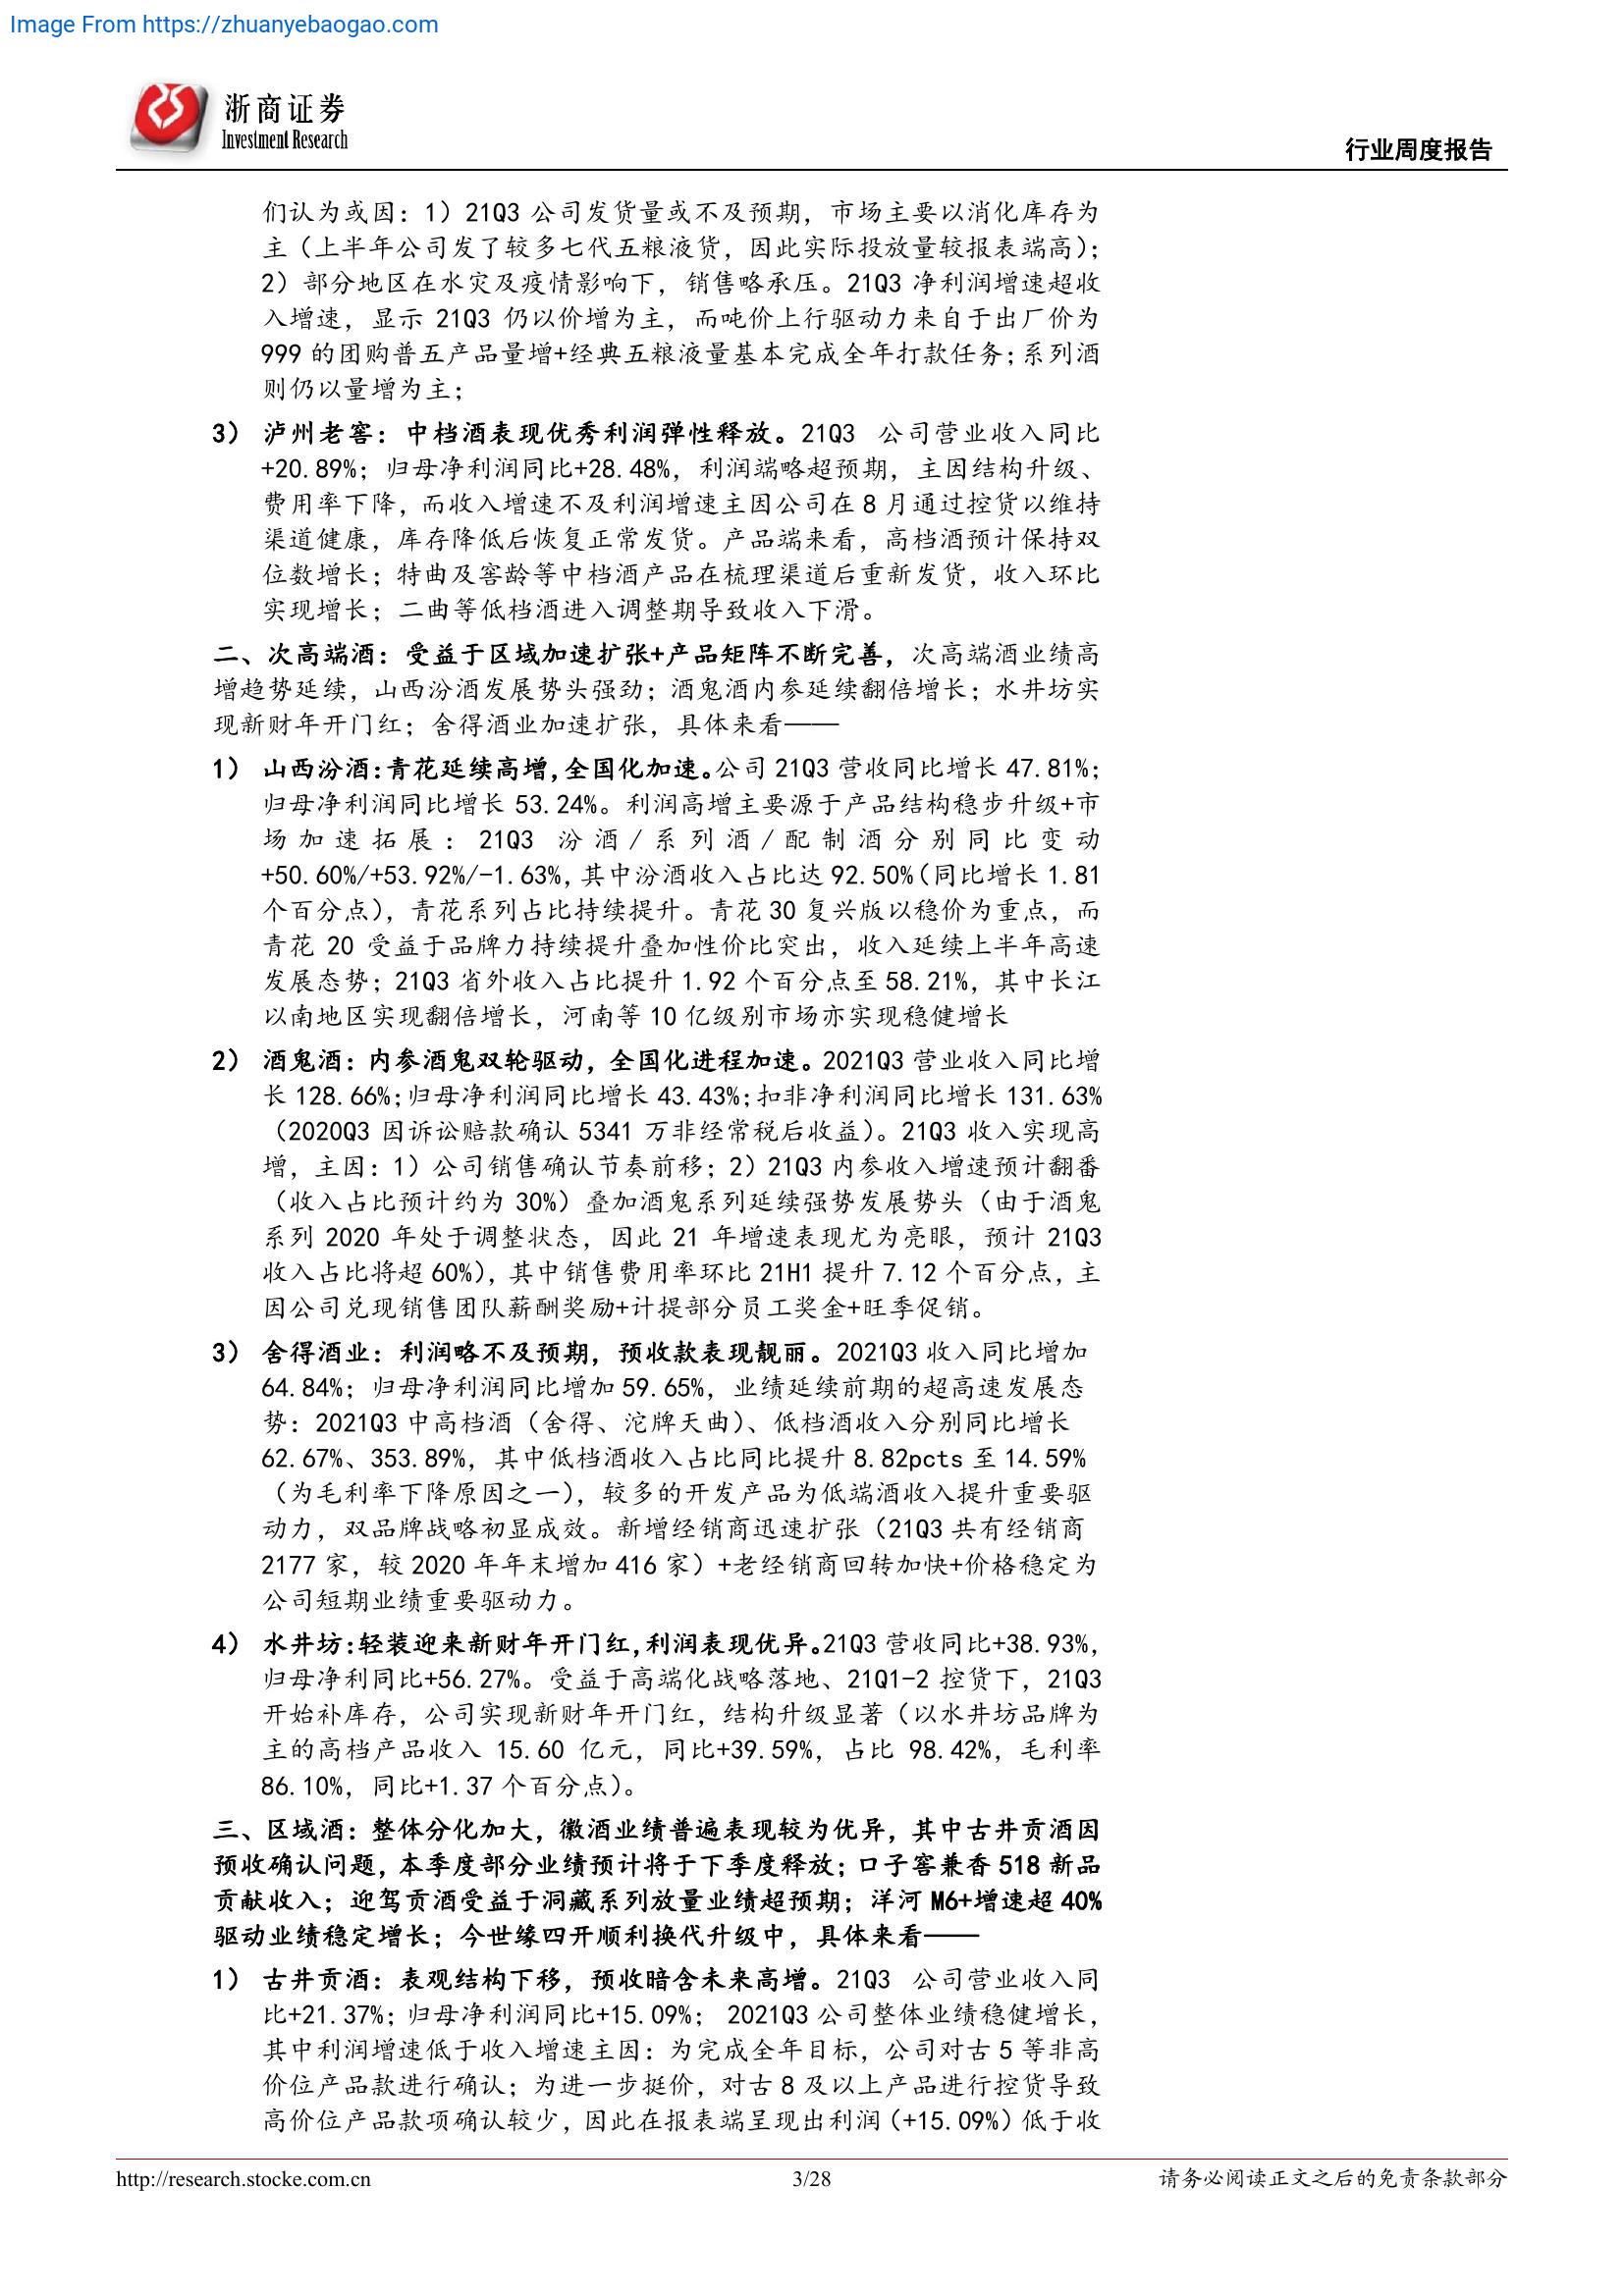 Image From https://zhuanyebaogao.com
浙商证券
Investment Research
行业周度报告
们认为或因：1）21Q3 公司发货量或不及预期，市场主要以消化库存为
主（上半年公司发了较多七代五粮液货，因此实际投放量较报表端高）；
2）部分地区在水灾及疫情影响下，销售略承压。21Q3 净利润增速超收
入增速，显示 21Q3 仍以价增为主，而吨价上行驱动力来自于出厂价为
999 的团购普五产品量增+经典五粮液量基本完成全年打款任务；系列酒
则仍以量增为主；
3） 泸州老窖：中档酒表现优秀利润弹性释放。21Q3 公司营业收入同比
+20.89%；归母净利润同比+28.48%，利润端略超预期，主因结构升级、
费用率下降，而收入增速不及利润增速主因公司在 8 月通过控货以维持
渠道健康，库存降低后恢复正常发货。产品端来看，高档酒预计保持双
位数增长；特曲及窖龄等中档酒产品在梳理渠道后重新发货，收入环比
实现增长；二曲等低档酒进入调整期导致收入下滑。
二、次高端酒：受益于区域加速扩张+产品矩阵不断完善，次高端酒业绩高
增趋势延续，山西汾酒发展势头强劲；酒鬼酒内参延续翻倍增长；水井坊实
现新财年开门红；舍得酒业加速扩张，具体来看——
1） 山西汾酒：青花延续高增，全国化加速。公司 21Q3 营收同比增长 47.81%；
归母净利润同比增长 53.24%。利润高增主要源于产品结构稳步升级+市
场加速拓展：21Q3 汾酒/系列酒/配制酒分别同比变动
+50.60%/+53.92%/-1.63%，其中汾酒收入占比达 92.50%（同比增长 1.81
个百分点），青花系列占比持续提升。青花 30 复兴版以稳价为重点，而
青花 20 受益于品牌力持续提升叠加性价比突出，收入延续上半年高速
发展态势；21Q3 省外收入占比提升 1.92 个百分点至 58.21%，其中长江
以南地区实现翻倍增长，河南等 10 亿级别市场亦实现稳健增长
2） 酒鬼酒：内参酒鬼双轮驱动，全国化进程加速。2021Q3 营业收入同比增
长 128.66%；归母净利润同比增长 43.43%；扣非净利润同比增长 131.63%
（2020Q3 因诉讼赔款确认 5341 万非经常税后收益）。21Q3 收入实现高
增，主因：1）公司销售确认节奏前移；2）21Q3 内参收入增速预计翻番
（收入占比预计约为 30%）叠加酒鬼系列延续强势发展势头（由于酒鬼
系列 2020 年处于调整状态，因此 21 年增速表现尤为亮眼，预计 21Q3
收入占比将超 60%），其中销售费用率环比 21H1 提升 7.12 个百分点，主
因公司兑现销售团队薪酬奖励+计提部分员工奖金+旺季促销。
3） 舍得酒业：利润略不及预期，预收款表现靓丽。2021Q3 收入同比增加
64.84%；归母净利润同比增加 59.65%，业绩延续前期的超高速发展态
势：2021Q3 中高档酒（舍得、沱牌天曲）、低档酒收入分别同比增长
62.67%、353.89%，其中低档酒收入占比同比提升 8.82pcts 至 14.59%
（为毛利率下降原因之一），较多的开发产品为低端酒收入提升重要驱
动力，双品牌战略初显成效。新增经销商迅速扩张（21Q3 共有经销商
2177 家，较 2020 年年末增加 416 家）+老经销商回转加快+价格稳定为
公司短期业绩重要驱动力。
4） 水井坊：轻装迎来新财年开门红，利润表现优异。21Q3 营收同比+38.93%，
归母净利同比+56.27%。受益于高端化战略落地、21Q1-2 控货下，21Q3
开始补库存，公司实现新财年开门红，结构升级显著（以水井坊品牌为
主的高档产品收入 15.60 亿元，同比+39.59%，占比 98.42%，毛利率
86.10%，同比+1.37 个百分点）。
三、区域酒：整体分化加大，徽酒业绩普遍表现较为优异，其中古井贡酒因
预收确认问题，本季度部分业绩预计将于下季度释放；口子窖兼香 518 新品
贡献收入；迎驾贡酒受益于洞藏系列放量业绩超预期；洋河 M6+增速超 40%
驱动业绩稳定增长；今世缘四开顺利换代升级中，具体来看——
1） 古井贡酒：表观结构下移，预收暗含未来高增。21Q3 公司营业收入同
比+21.37%；归母净利润同比+15.09%； 2021Q3 公司整体业绩稳健增长，
其中利润增速低于收入增速主因：为完成全年目标，公司对古 5 等非高
价位产品款进行确认；为进一步挺价，对古 8 及以上产品进行控货导致
高价位产品款项确认较少，因此在报表端呈现出利润（+15.09%）低于收
http://research.stocke.com.cn
3/28
请务必阅读正文之后的免责条款部分